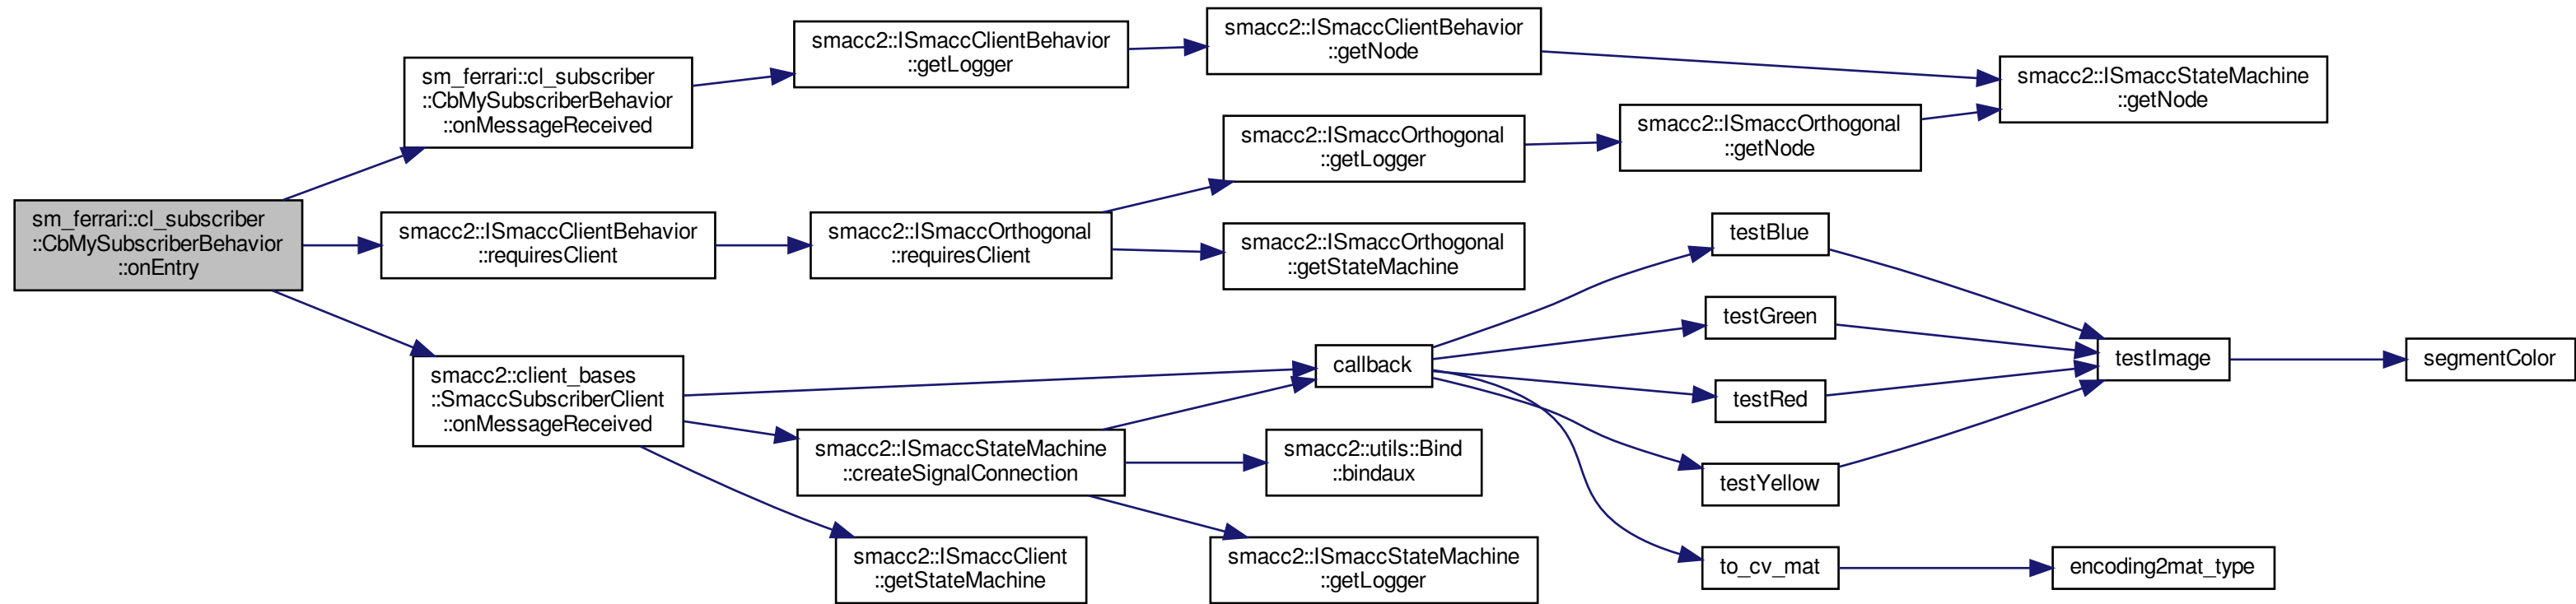 sm_ferrari::cl_subscriber
::CbMySubscriberBehavior
::onEntry
sm_ferrari::cl_subscriber
::CbMySubscriberBehavior
::onMessageReceived
smacc2::ISmaccClientBehavior
::getLogger
smacc2::ISmaccClientBehavior
::getNode
smacc2::ISmaccStateMachine
::getNode
smacc2::ISmaccClientBehavior
::requiresClient
smacc2::ISmaccOrthogonal
::requiresClient
smacc2::ISmaccOrthogonal
::getLogger
smacc2::ISmaccOrthogonal
::getNode
smacc2::ISmaccOrthogonal
::getStateMachine
smacc2::client_bases
::SmaccSubscriberClient
::onMessageReceived
callback
testBlue
testGreen
testRed
testYellow
testImage
segmentColor
to_cv_mat
encoding2mat_type
smacc2::ISmaccStateMachine
::createSignalConnection
smacc2::utils::Bind
::bindaux
smacc2::ISmaccStateMachine
::getLogger
smacc2::ISmaccClient
::getStateMachine